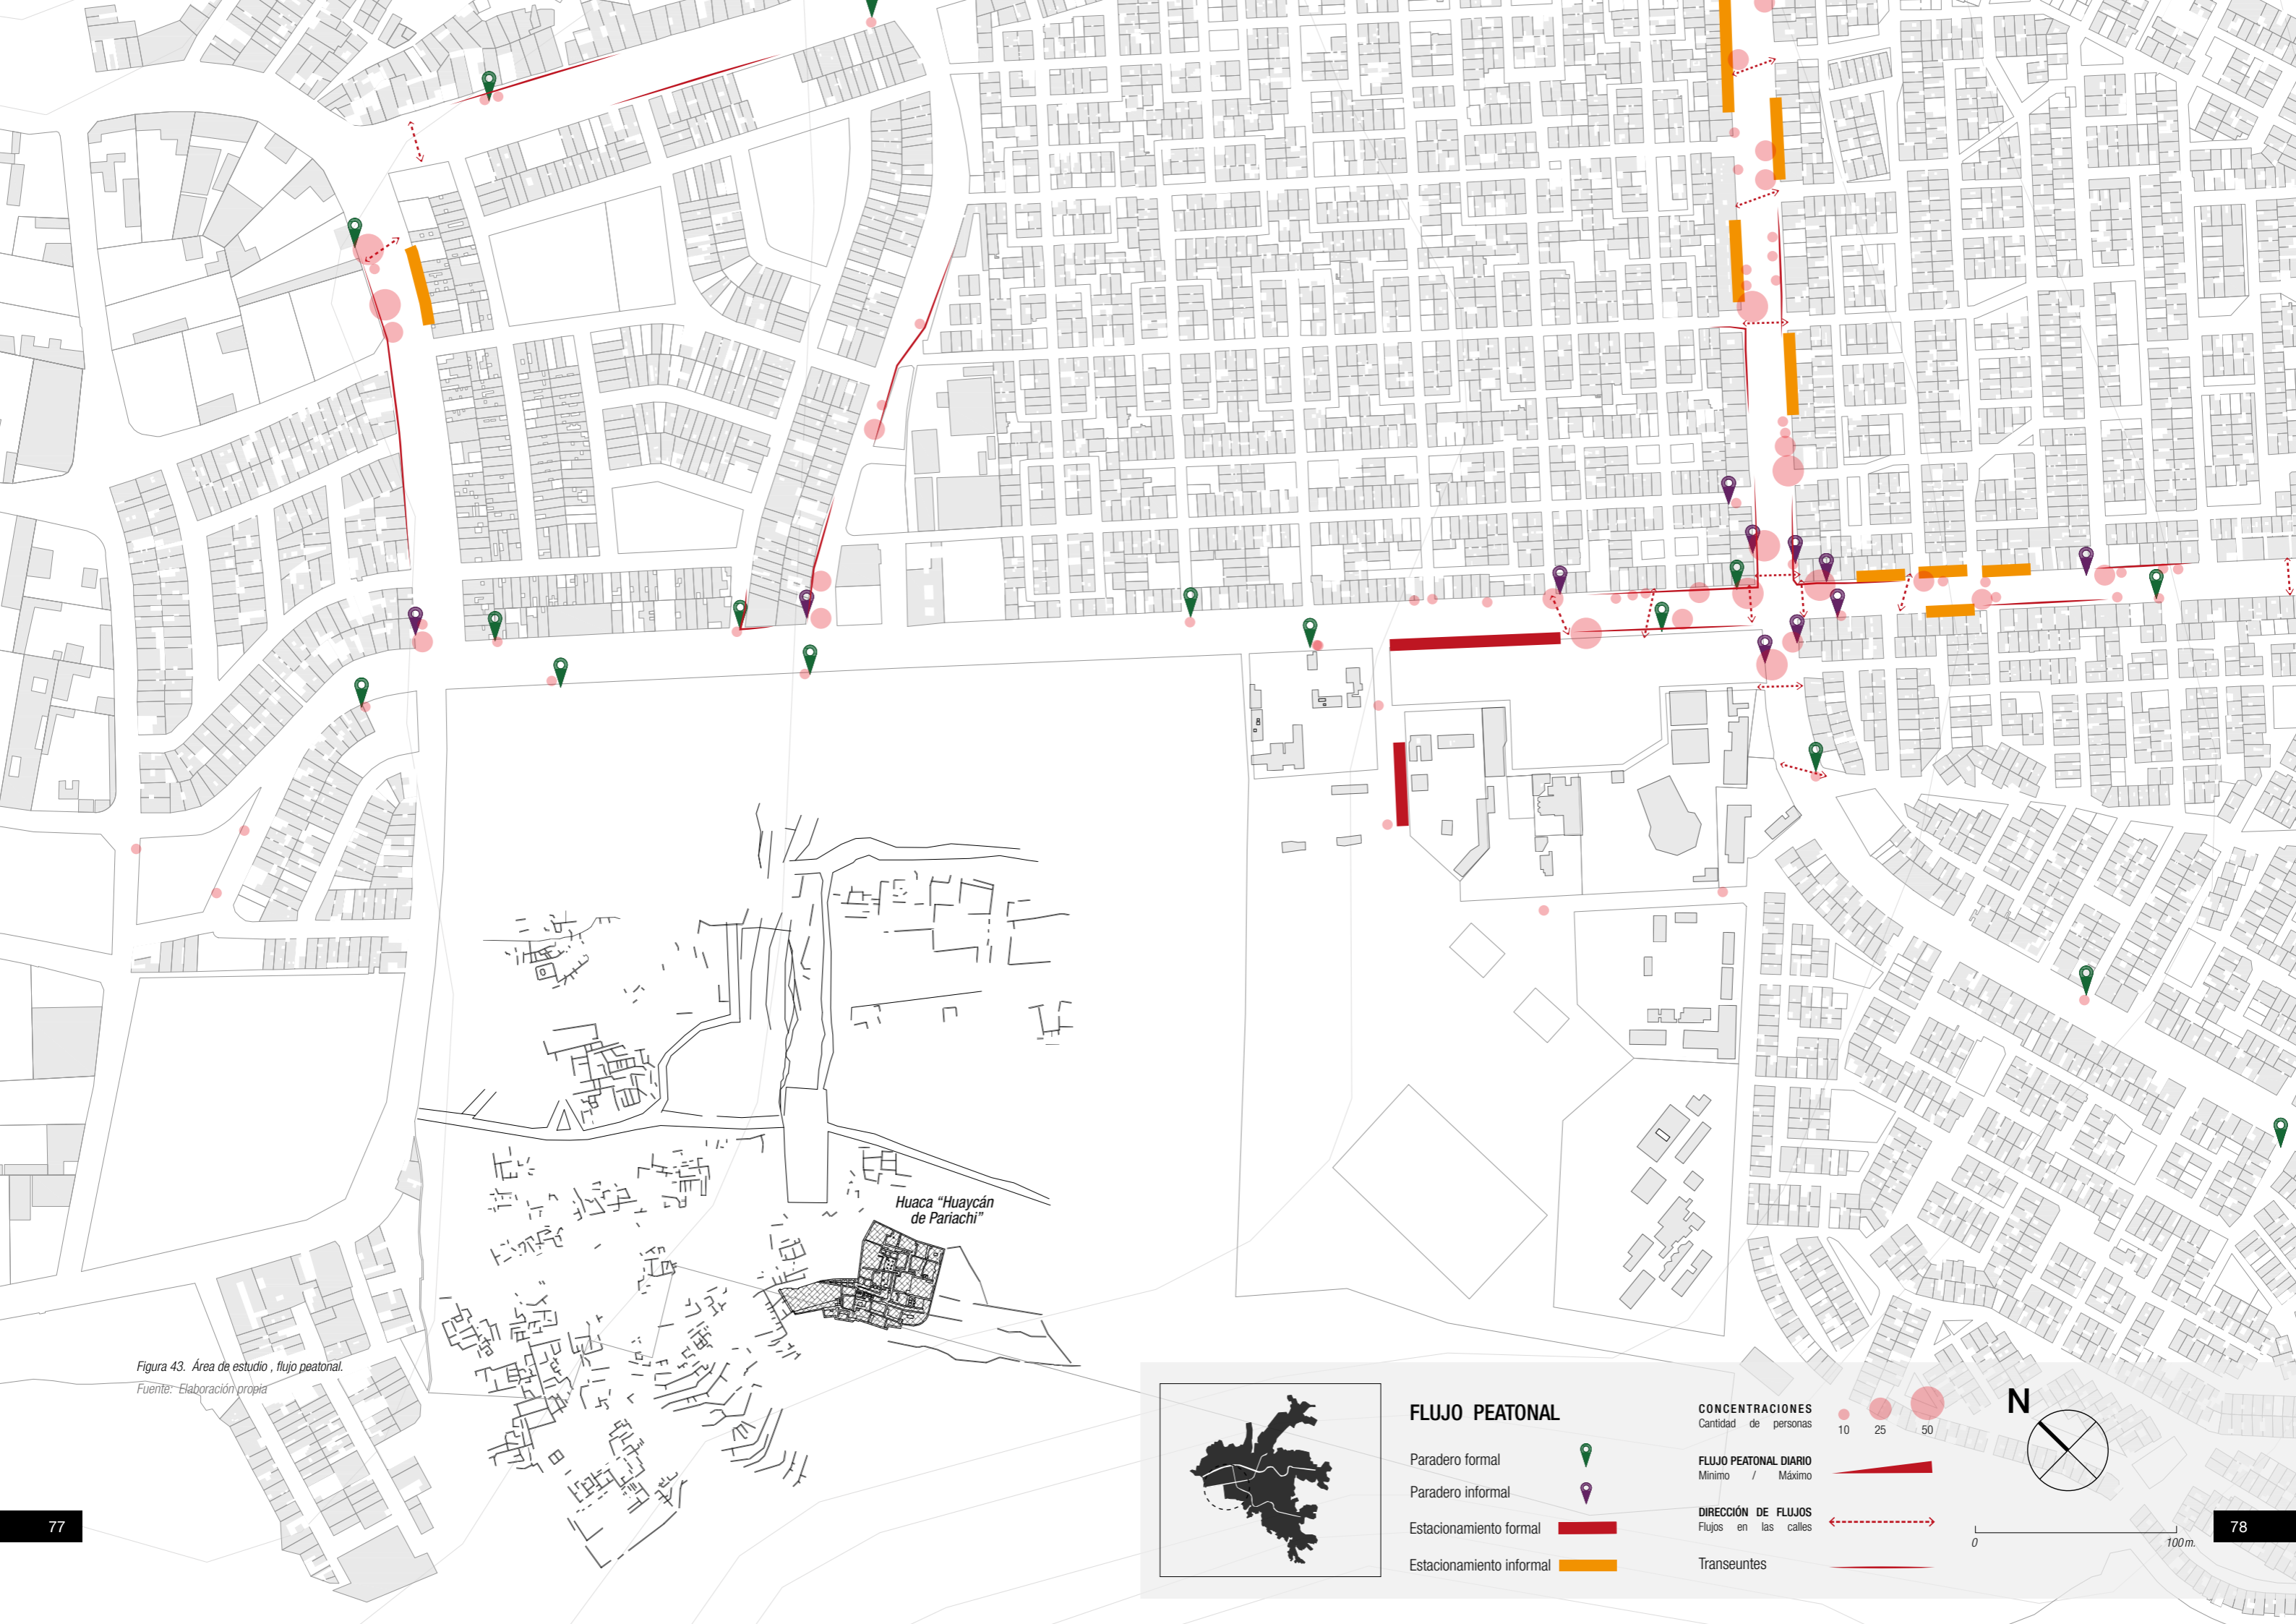 Huaca “Huaycán
de Pariachi”
Figura 43.  Área de estudio , flujo peatonal.
Fuente:  Elaboración propia
77
FLUJO PEATONAL
Paradero formal
Paradero informal
Estacionamiento formal
Estacionamiento informal
CONCENTRACIONES
Cantidad de personas
10 25 50
FLUJO PEATONAL DIARIO
Minimo / Máximo
DIRECCIÓN DE FLUJOS
Flujos en las calles
Transeuntes
N
0 100 m.
78